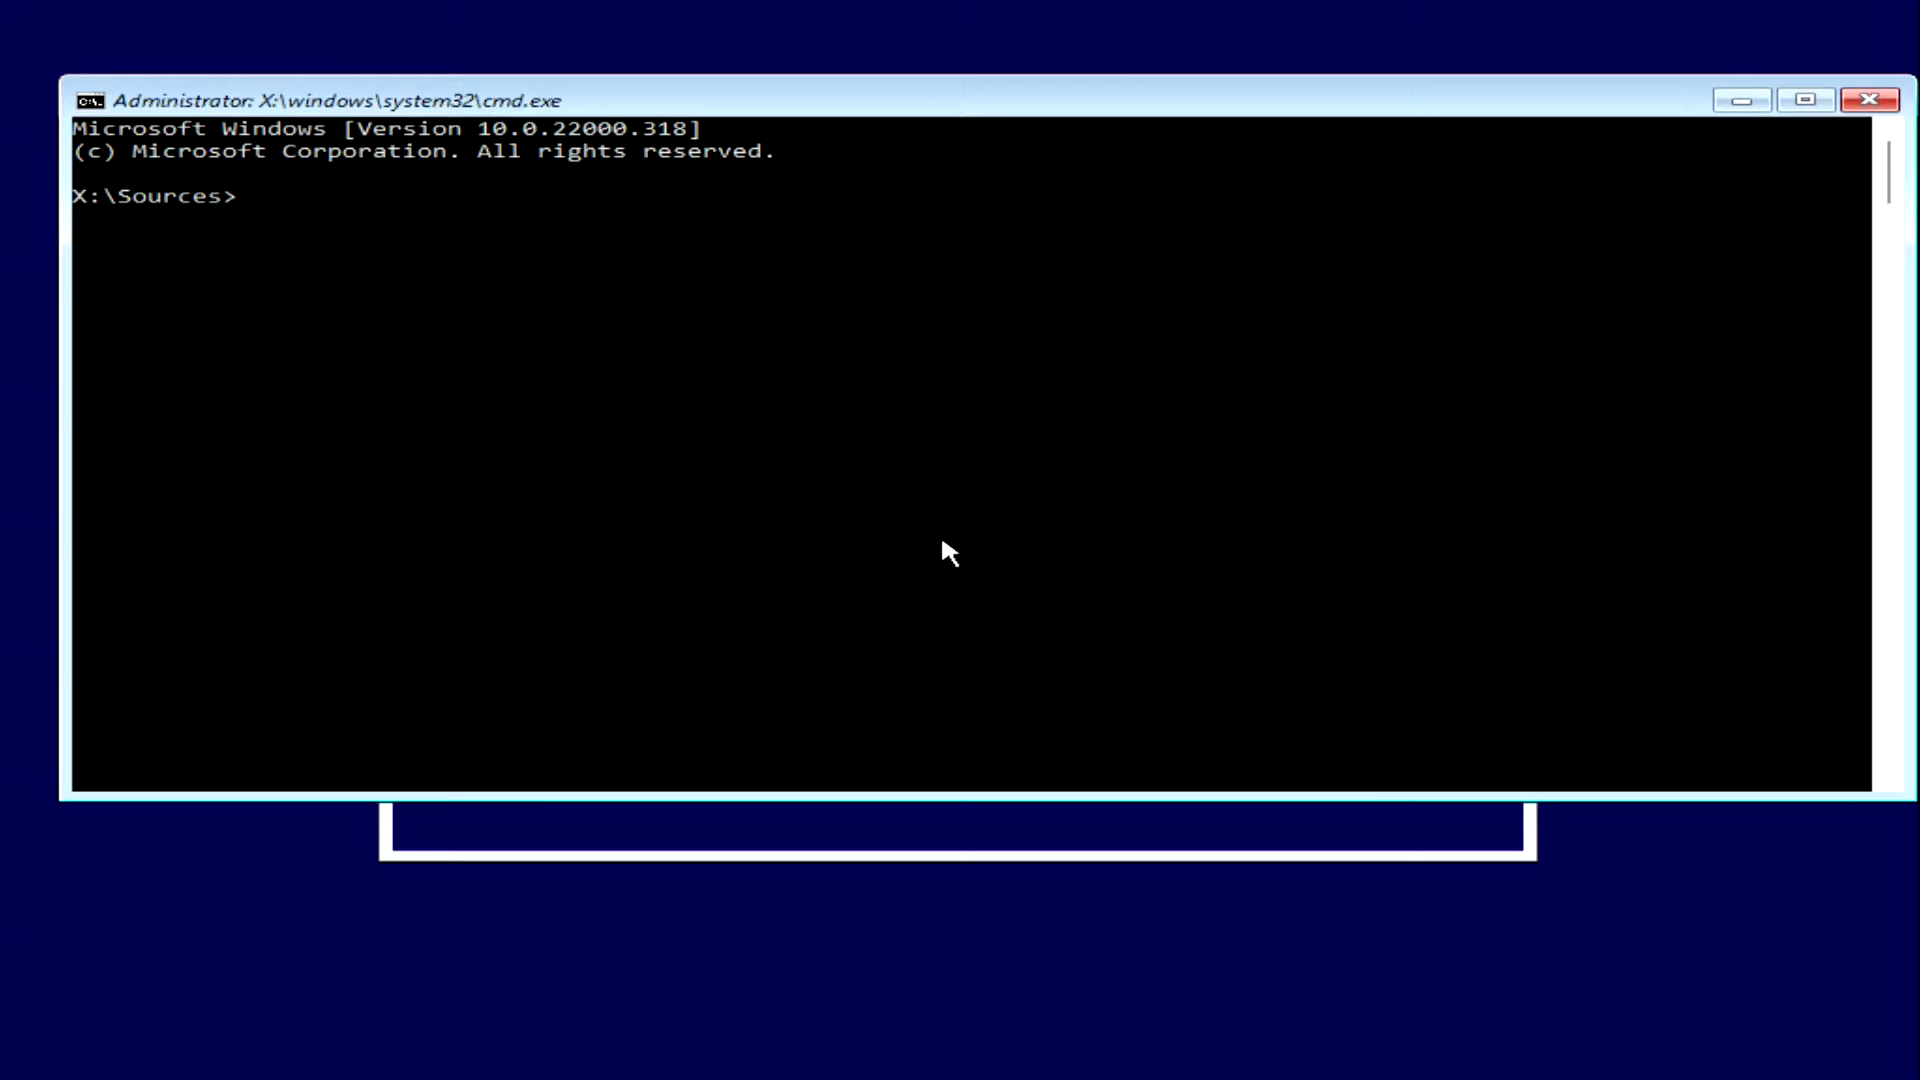 Administrator: X:\windows\system32\cmd.exe
Microsoft Windows [Version 10.0.22000.318]
(c) Microsoft Corporation. All rights reserved.
X:\Sources>